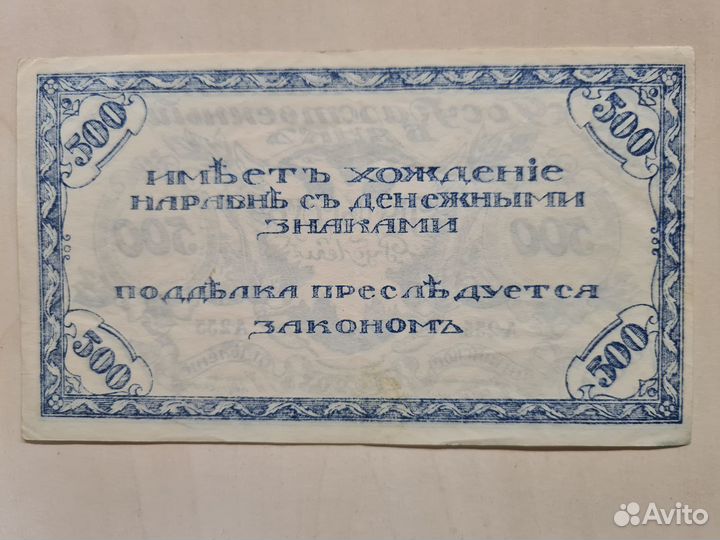 500
500
имѣетъ хожденіе
наравнѣ съ денежными
знаками
поддѣлка преслѣдуется
закономъ
500
500
Avito